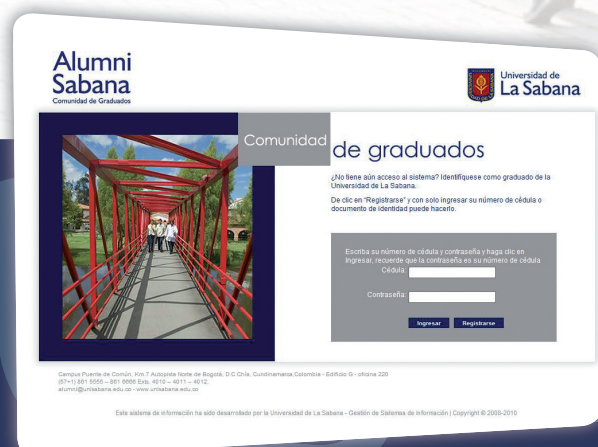 Alumni
Sabana
Comunidad de Graduados
Universidad de
La Sabana
Comunidad de graduados
¿No tiene aún acceso al sistema? Identifíquese como graduado de la
Universidad de La Sabana.
De clic en "Registrarse" y con solo ingresar su número de cédula o
documento de identidad puede hacerlo.
Escriba su número de cédula y contraseña y haga clic en
Ingresar, recuerde que la contraseña es su número de cédula
Cédula:
Contraseña:
Ingresar Registrarse
Campus Puente de Común, Km.7 Autopista Norte de Bogotá, D.C Chía, Cundinamarca,Colombia - Edificio G - oficina 226
(57+1) 861 5555 – 861 6666 Exts. 4010 – 4011 – 4012.
alumni@unisabana.edu.co - www.unisabana.edu.co
Este sistema de información ha sido desarrollado por la Universidad de La Sabana - Gestión de Sistemas de información | Copyright © 2008-2010